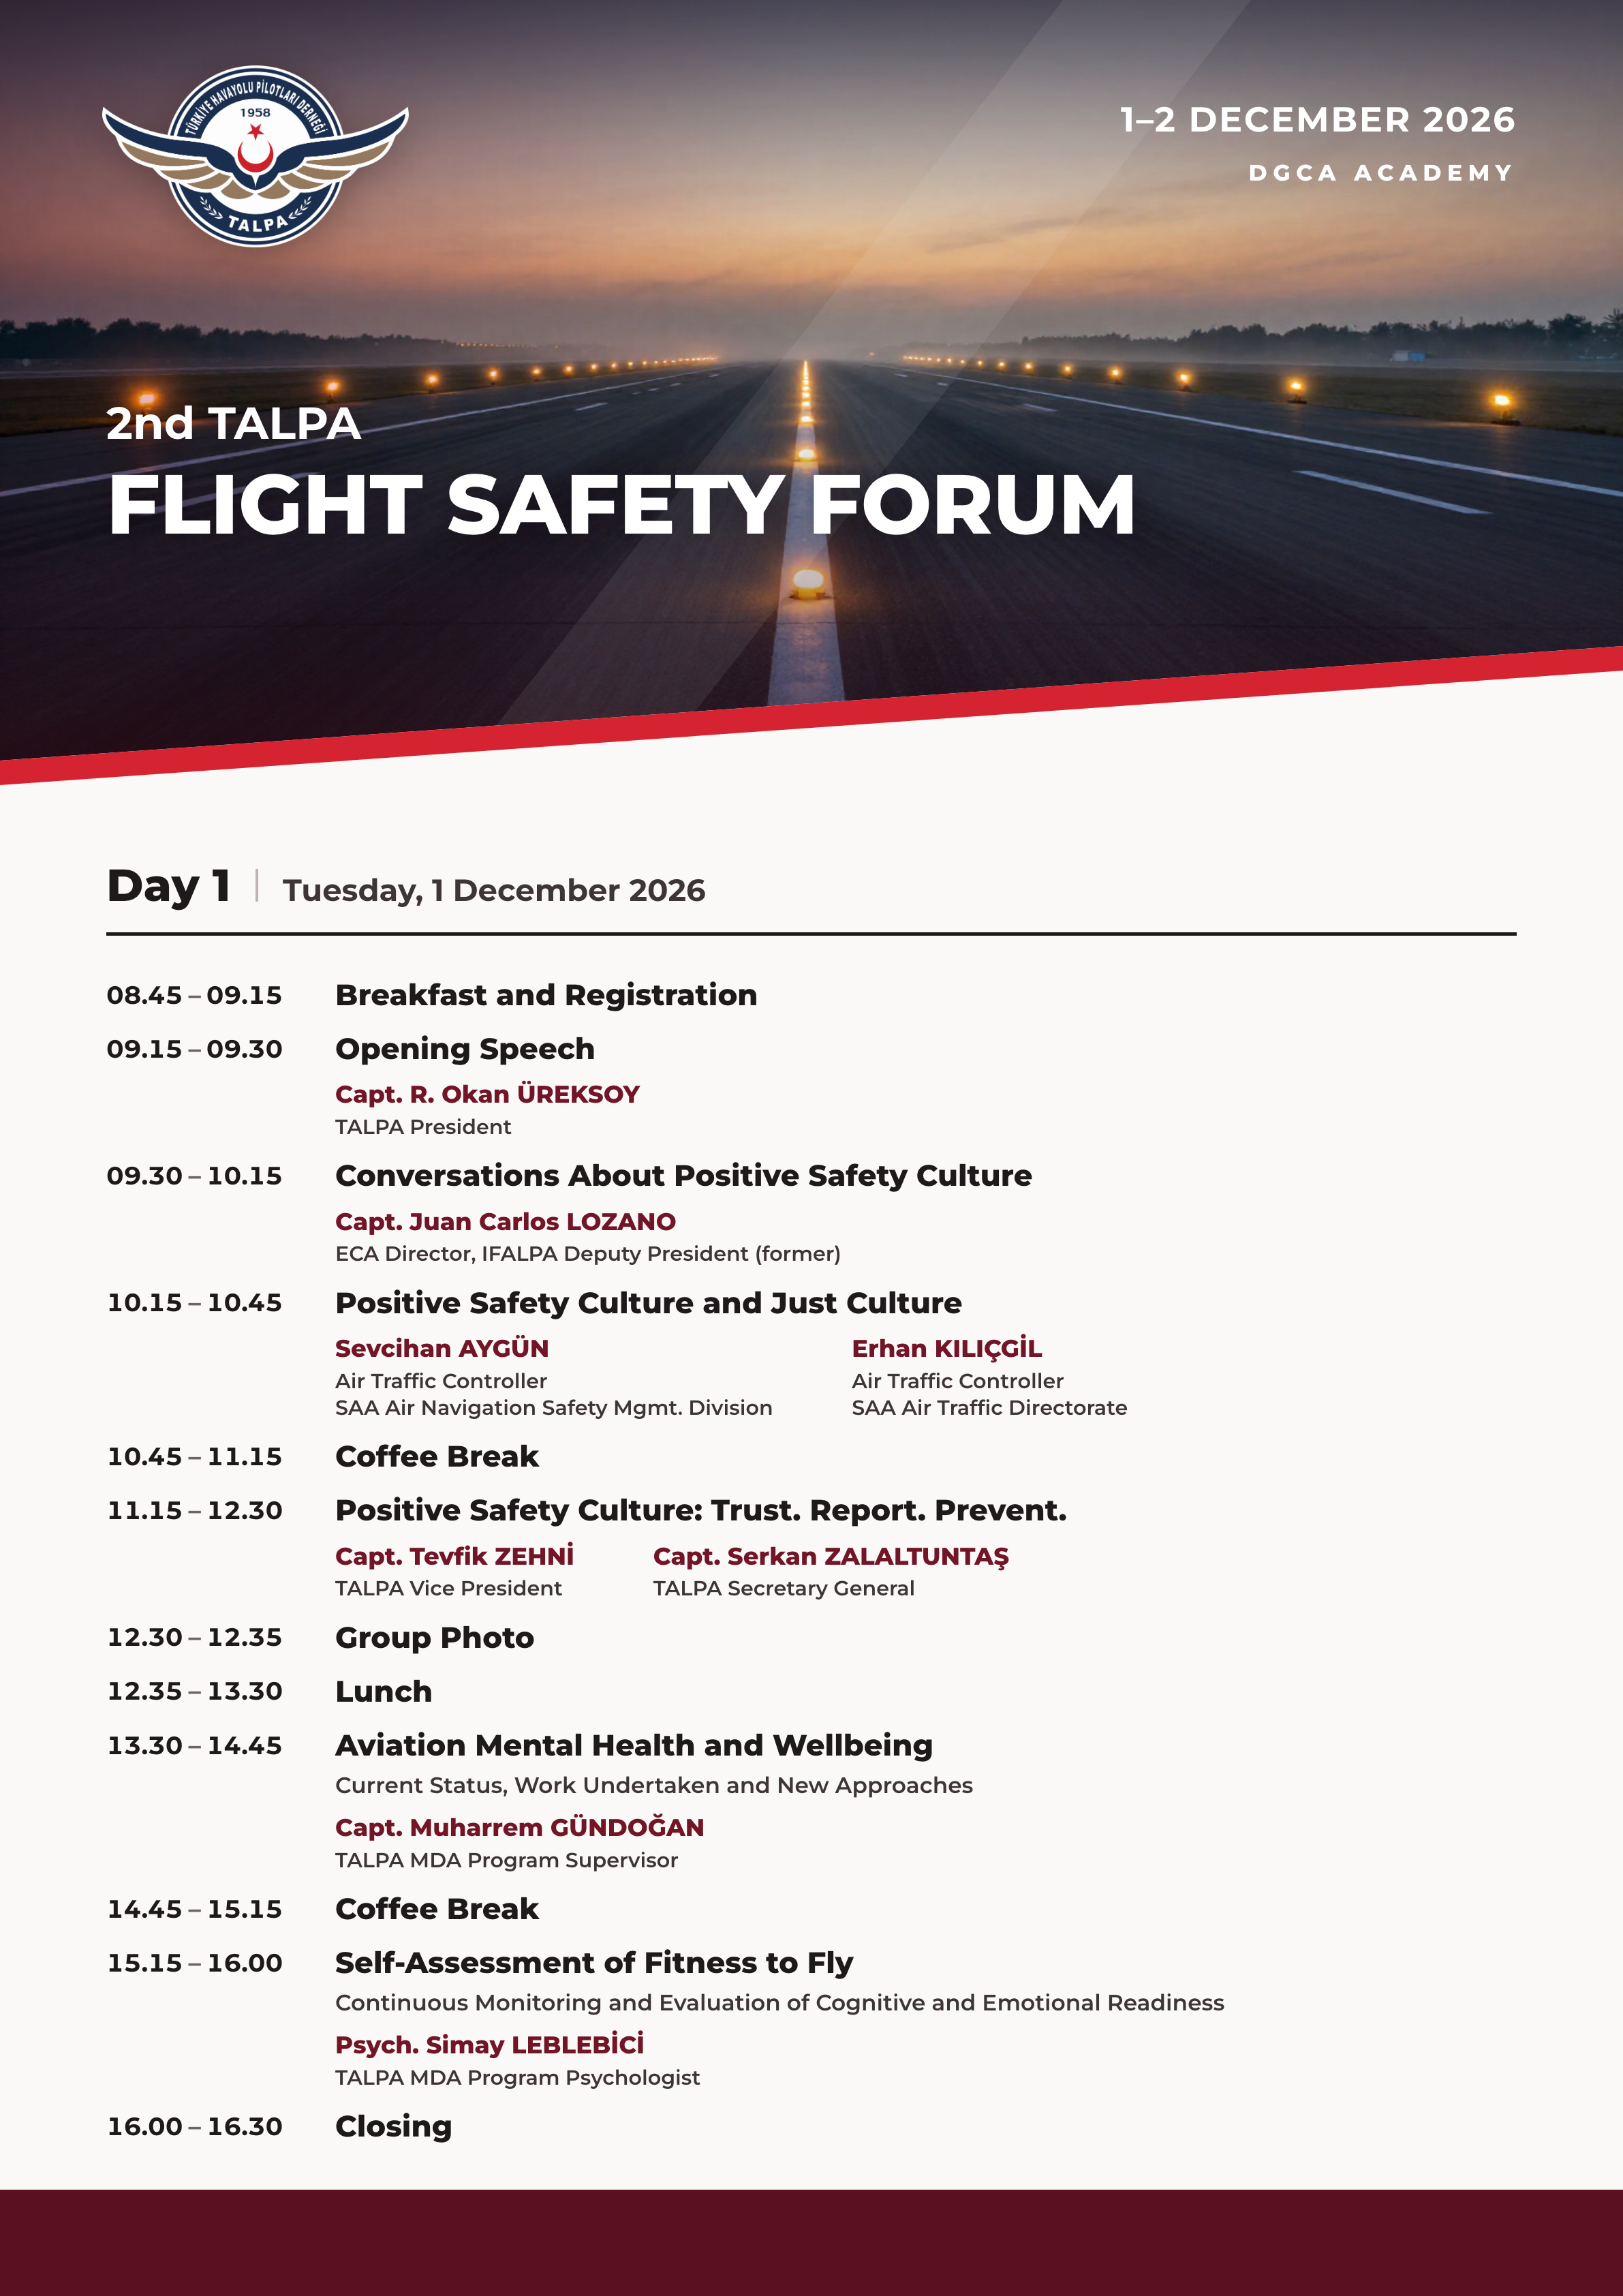 TÜRKİYE HAVAYOLU PİLOTLARI DERNEĞİ
1958
TALPA
1–2 DECEMBER 2026
DGCA ACADEMY
2nd TALPA
FLIGHT SAFETY FORUM
Day 1 | Tuesday, 1 December 2026
08.45 – 09.15 Breakfast and Registration
09.15 – 09.30 Opening Speech
Capt. R. Okan ÜREKSOY
TALPA President
09.30 – 10.15 Conversations About Positive Safety Culture
Capt. Juan Carlos LOZANO
ECA Director, IFALPA Deputy President (former)
10.15 – 10.45 Positive Safety Culture and Just Culture
Sevcihan AYGÜN Erhan KILIÇGİL
Air Traffic Controller Air Traffic Controller
SAA Air Navigation Safety Mgmt. Division SAA Air Traffic Directorate
10.45 – 11.15 Coffee Break
11.15 – 12.30 Positive Safety Culture: Trust. Report. Prevent.
Capt. Tevfik ZEHNİ Capt. Serkan ZALALTUNTAŞ
TALPA Vice President TALPA Secretary General
12.30 – 12.35 Group Photo
12.35 – 13.30 Lunch
13.30 – 14.45 Aviation Mental Health and Wellbeing
Current Status, Work Undertaken and New Approaches
Capt. Muharrem GÜNDOĞAN
TALPA MDA Program Supervisor
14.45 – 15.15 Coffee Break
15.15 – 16.00 Self-Assessment of Fitness to Fly
Continuous Monitoring and Evaluation of Cognitive and Emotional Readiness
Psych. Simay LEBLEBİCİ
TALPA MDA Program Psychologist
16.00 – 16.30 Closing